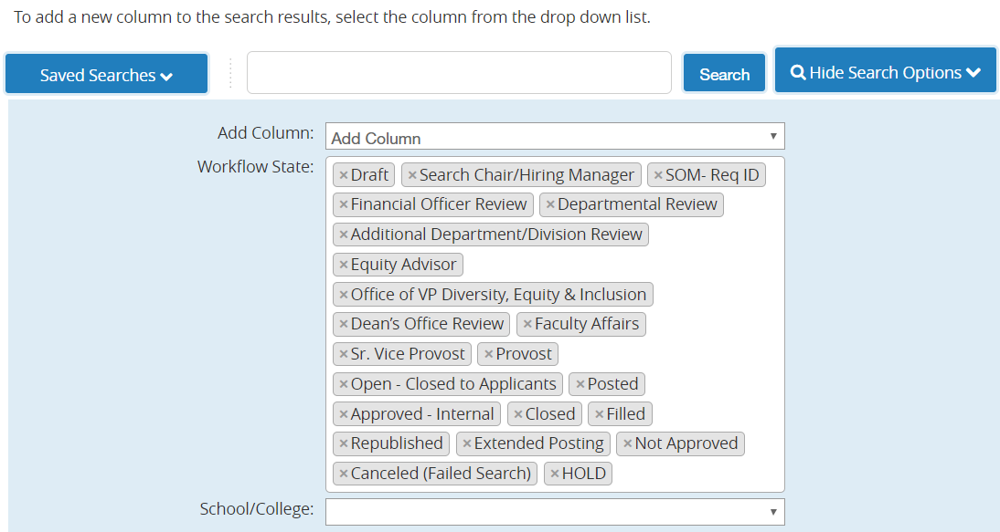 To add a new column to the search results, select the column from the drop down list.
Saved Searches Search Hide Search Options
Add Column: Add Column
Workflow State: × Draft × Search Chair/Hiring Manager × SOM- Req ID
× Financial Officer Review × Departmental Review
× Additional Department/Division Review
× Equity Advisor
× Office of VP Diversity, Equity & Inclusion
× Dean’s Office Review × Faculty Affairs
× Sr. Vice Provost × Provost
× Open - Closed to Applicants × Posted
× Approved - Internal × Closed × Filled
× Republished × Extended Posting × Not Approved
× Canceled (Failed Search) × HOLD
School/College: